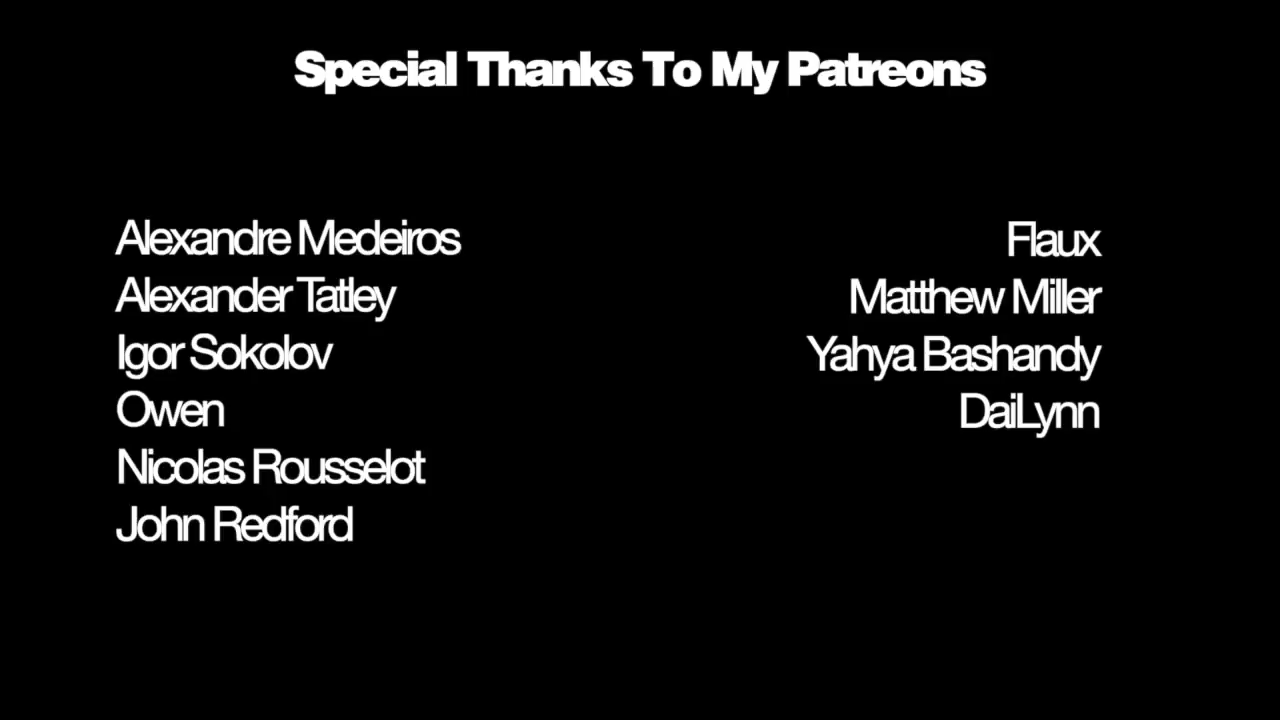 Special Thanks To My Patreons
Alexandre Medeiros
Alexander Tatley
Igor Sokolov
Owen
Nicolas Rousselot
John Redford
Flaux
Matthew Miller
Yahya Bashandy
DaiLynn